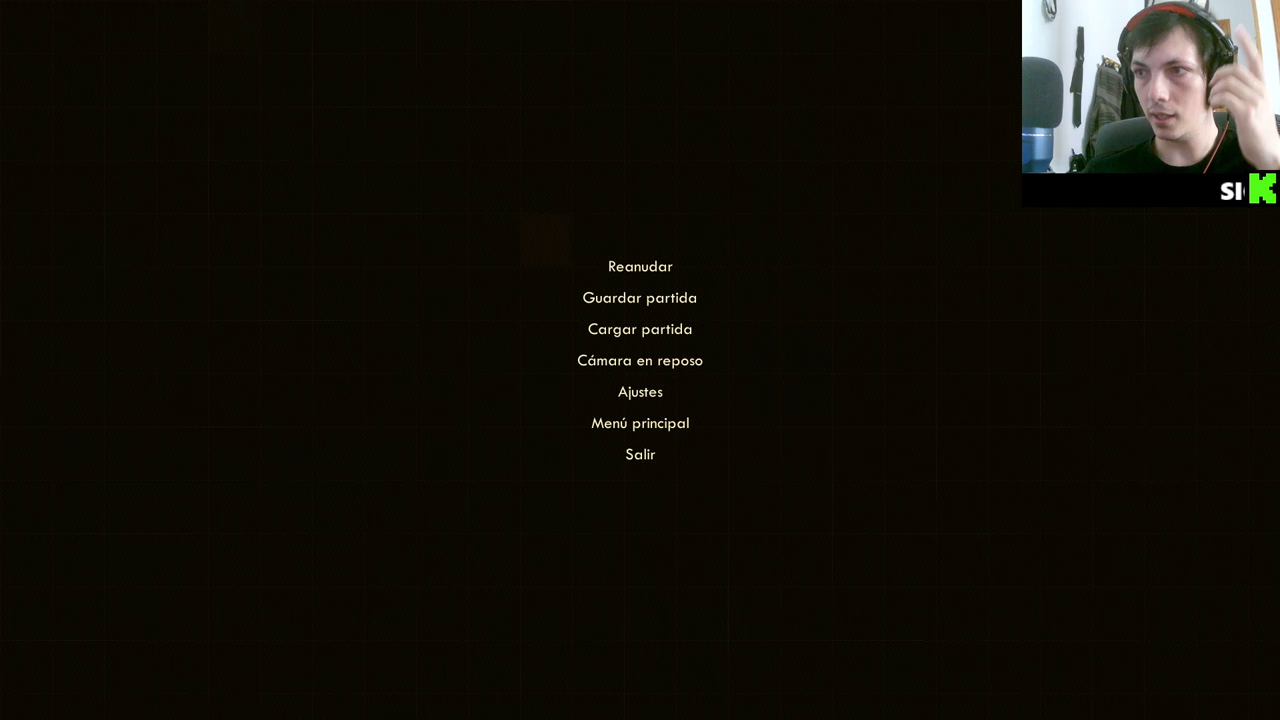 Reanudar
Guardar partida
Cargar partida
Cámara en reposo
Ajustes
Menú principal
Salir